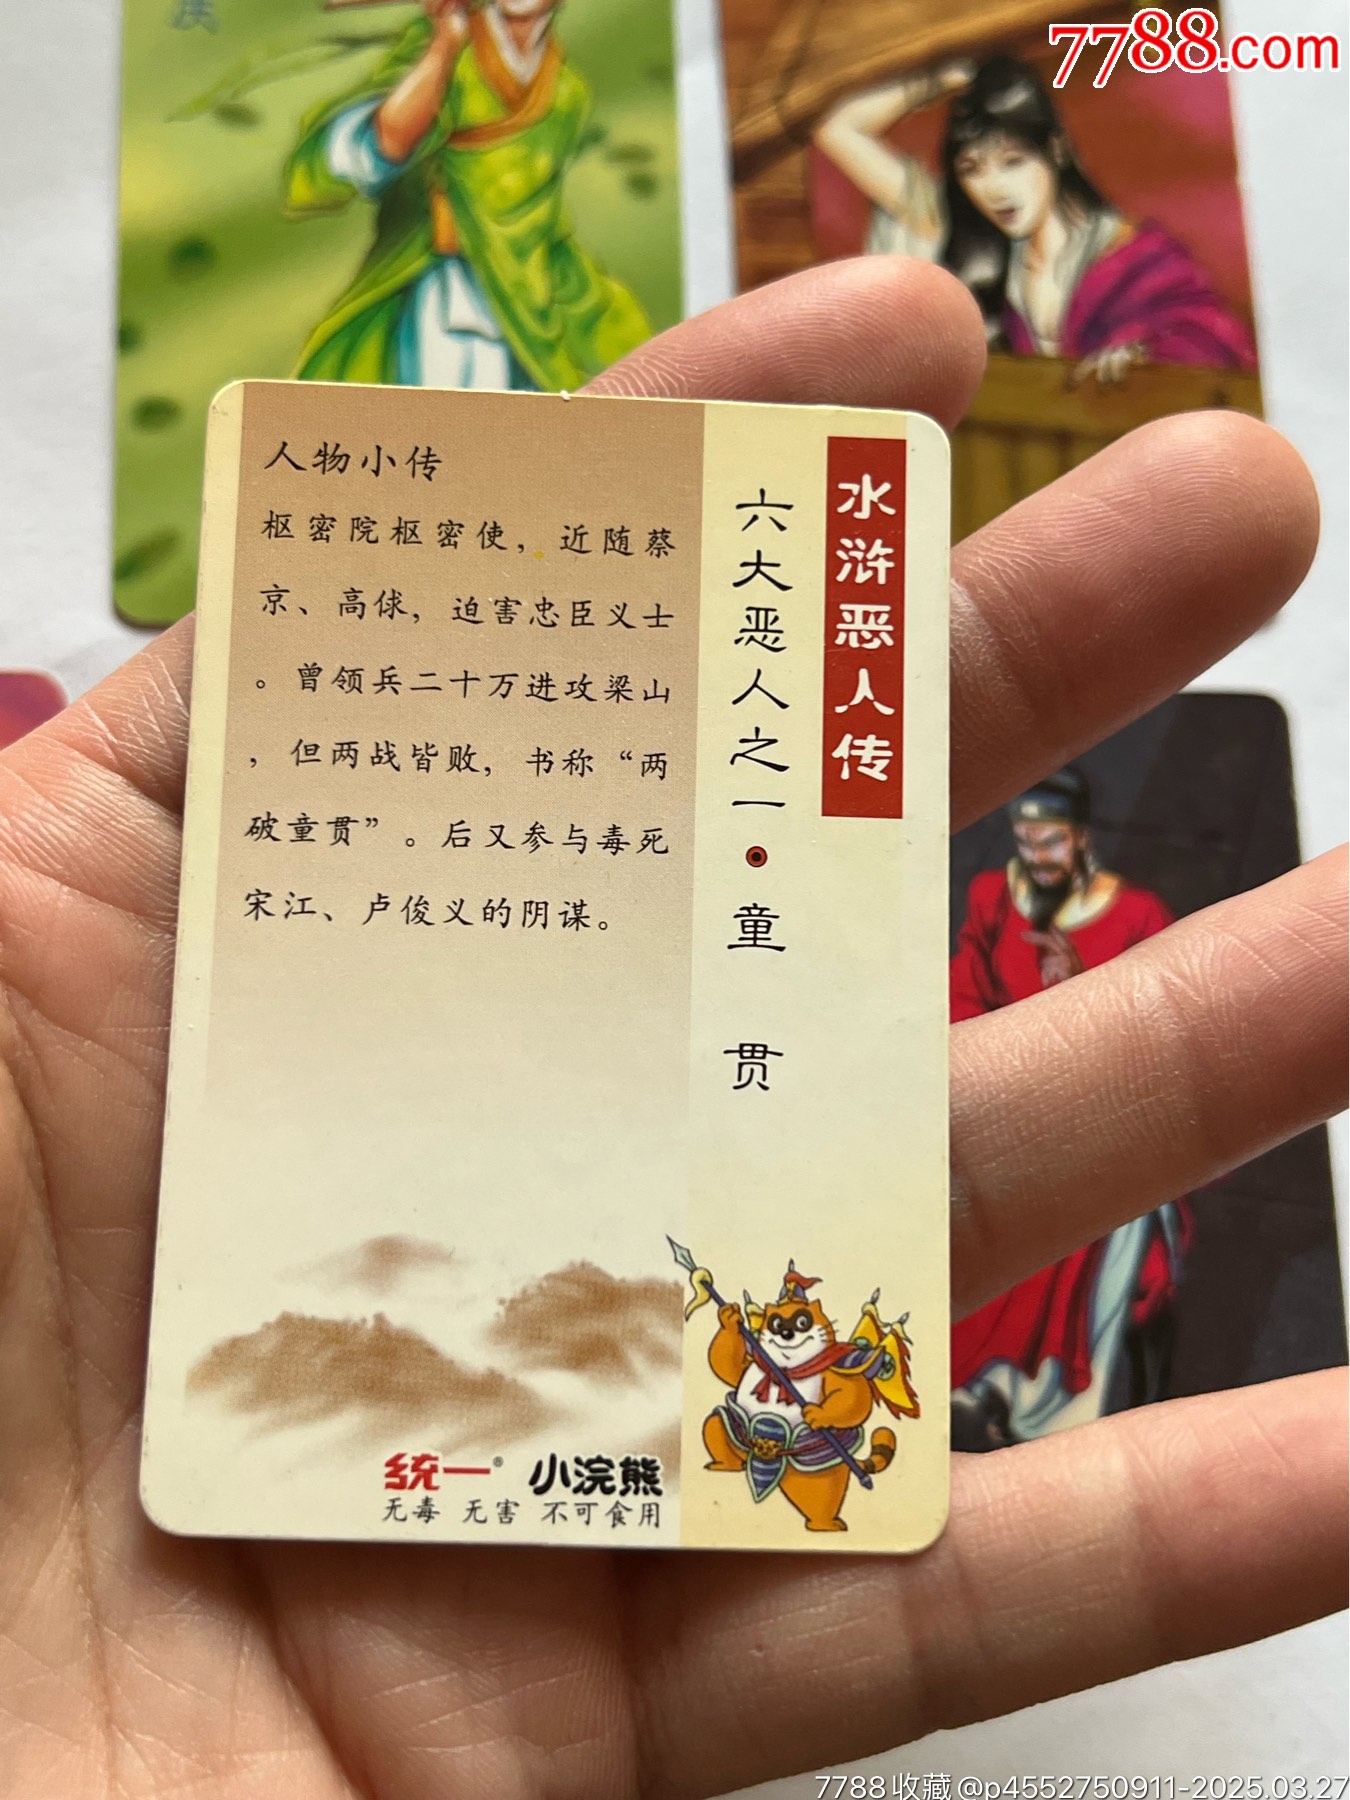 7788.com
水浒恶人传
六大恶人之一·童贯
人物小传
枢密院枢密使，近随蔡
京、高俅，迫害忠臣义士
。曾领兵二十万进攻梁山
，但两战皆败，书称“两
破童贯”。后又参与毒死
宋江、卢俊义的阴谋。
统一® 小浣熊
无毒 无害 不可食用
7788收藏@p4552750911-2025.03.27